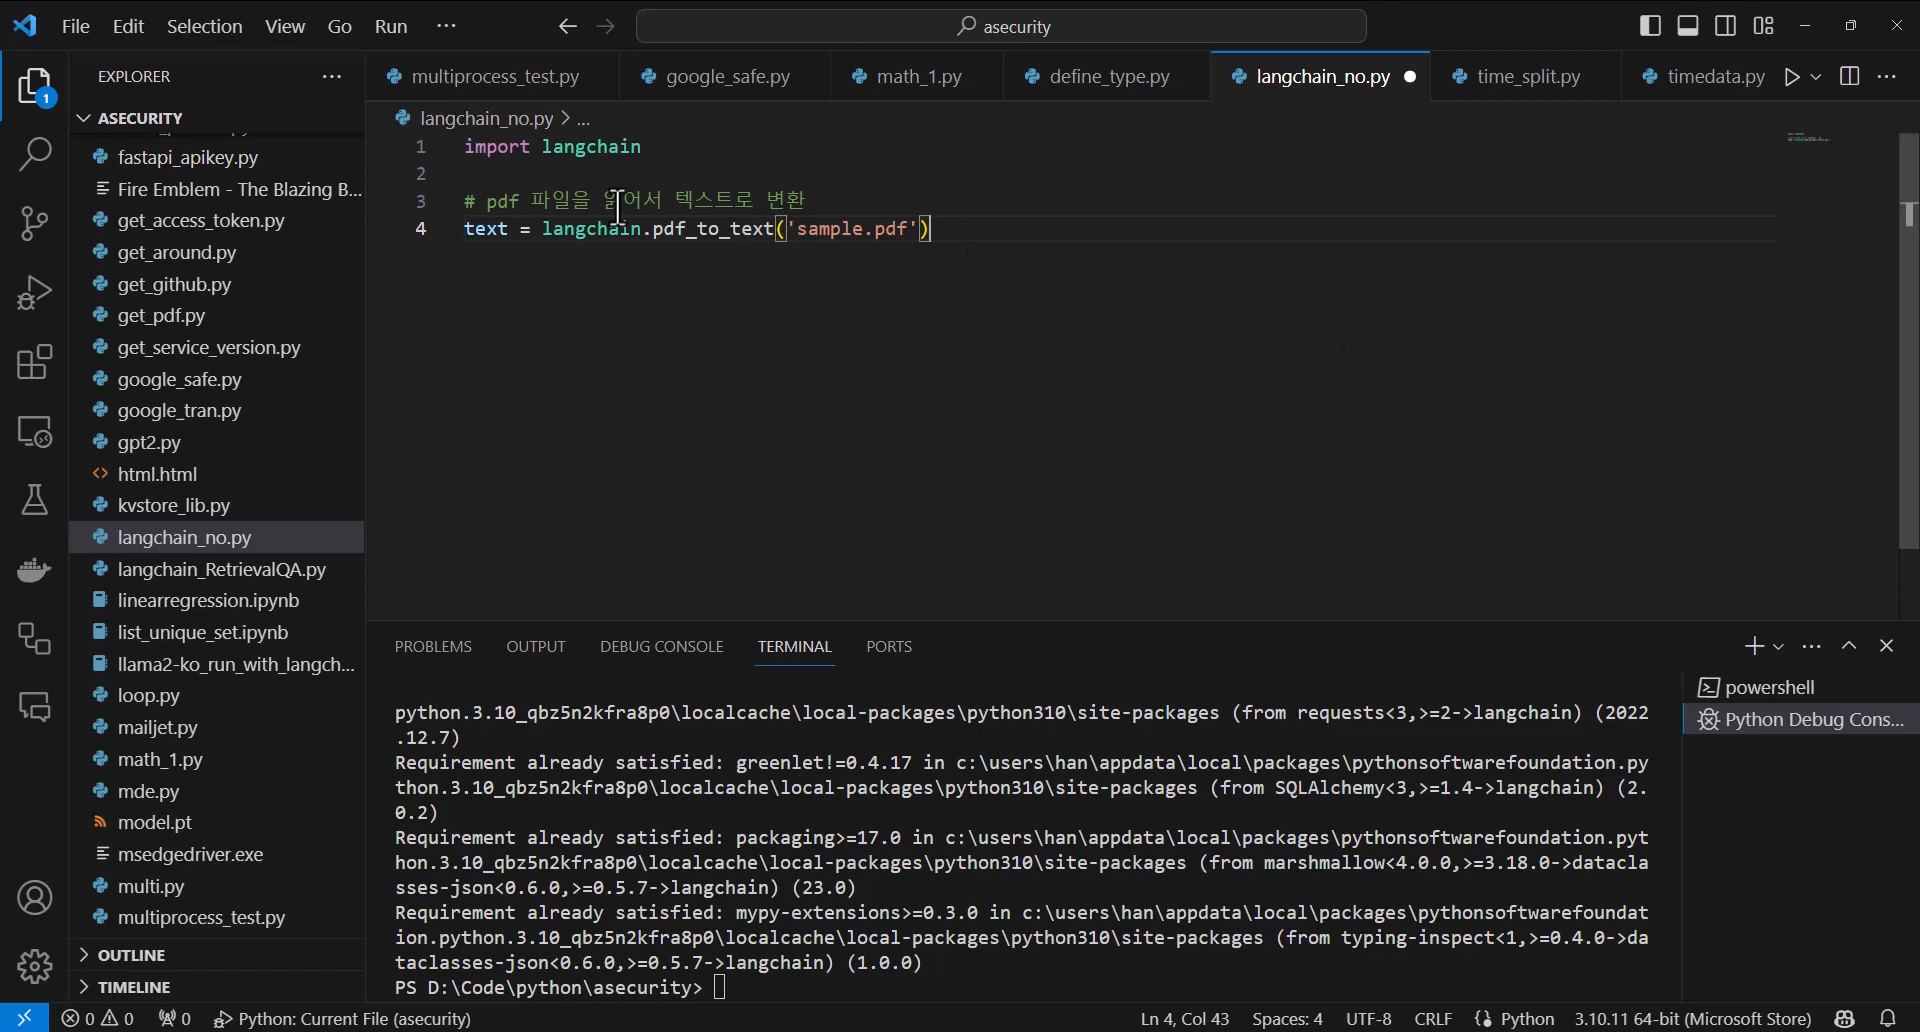 File Edit Selection View Go Run ···
asecurity
EXPLORER ···
ASECURITY
fastapi_apikey.py
Fire Emblem - The Blazing B...
get_access_token.py
get_around.py
get_github.py
get_pdf.py
get_service_version.py
google_safe.py
google_tran.py
gpt2.py
html.html
kvstore_lib.py
langchain_no.py
langchain_RetrievalQA.py
linearregression.ipynb
list_unique_set.ipynb
llama2-ko_run_with_langch...
loop.py
mailjet.py
math_1.py
mde.py
model.pt
msedgedriver.exe
multi.py
multiprocess_test.py
OUTLINE
TIMELINE
1
multiprocess_test.py google_safe.py math_1.py define_type.py langchain_no.py time_split.py timedata.py
langchain_no.py > ...
1 import langchain
2
3 # pdf 파일을 읽어서 텍스트로 변환
4 text = langchain.pdf_to_text('sample.pdf')
PROBLEMS OUTPUT DEBUG CONSOLE TERMINAL PORTS
python.3.10_qbz5n2kfra8p0\localcache\local-packages\python310\site-packages (from requests<3,>=2->langchain) (2022
.12.7)
Requirement already satisfied: greenlet!=0.4.17 in c:\users\han\appdata\local\packages\pythonsoftwarefoundation.py
thon.3.10_qbz5n2kfra8p0\localcache\local-packages\python310\site-packages (from SQLAlchemy<3,>=1.4->langchain) (2.
0.2)
Requirement already satisfied: packaging>=17.0 in c:\users\han\appdata\local\packages\pythonsoftwarefoundation.pyt
hon.3.10_qbz5n2kfra8p0\localcache\local-packages\python310\site-packages (from marshmallow<4.0.0,>=3.18.0->datacla
sses-json<0.6.0,>=0.5.7->langchain) (23.0)
Requirement already satisfied: mypy-extensions>=0.3.0 in c:\users\han\appdata\local\packages\pythonsoftwarefoundat
ion.python.3.10_qbz5n2kfra8p0\localcache\local-packages\python310\site-packages (from typing-inspect<1,>=0.4.0->da
taclasses-json<0.6.0,>=0.5.7->langchain) (1.0.0)
PS D:\Code\python\asecurity>
powershell
Python Debug Cons...
0 0 0 Python: Current File (asecurity) Ln 4, Col 43 Spaces: 4 UTF-8 CRLF Python 3.10.11 64-bit (Microsoft Store)